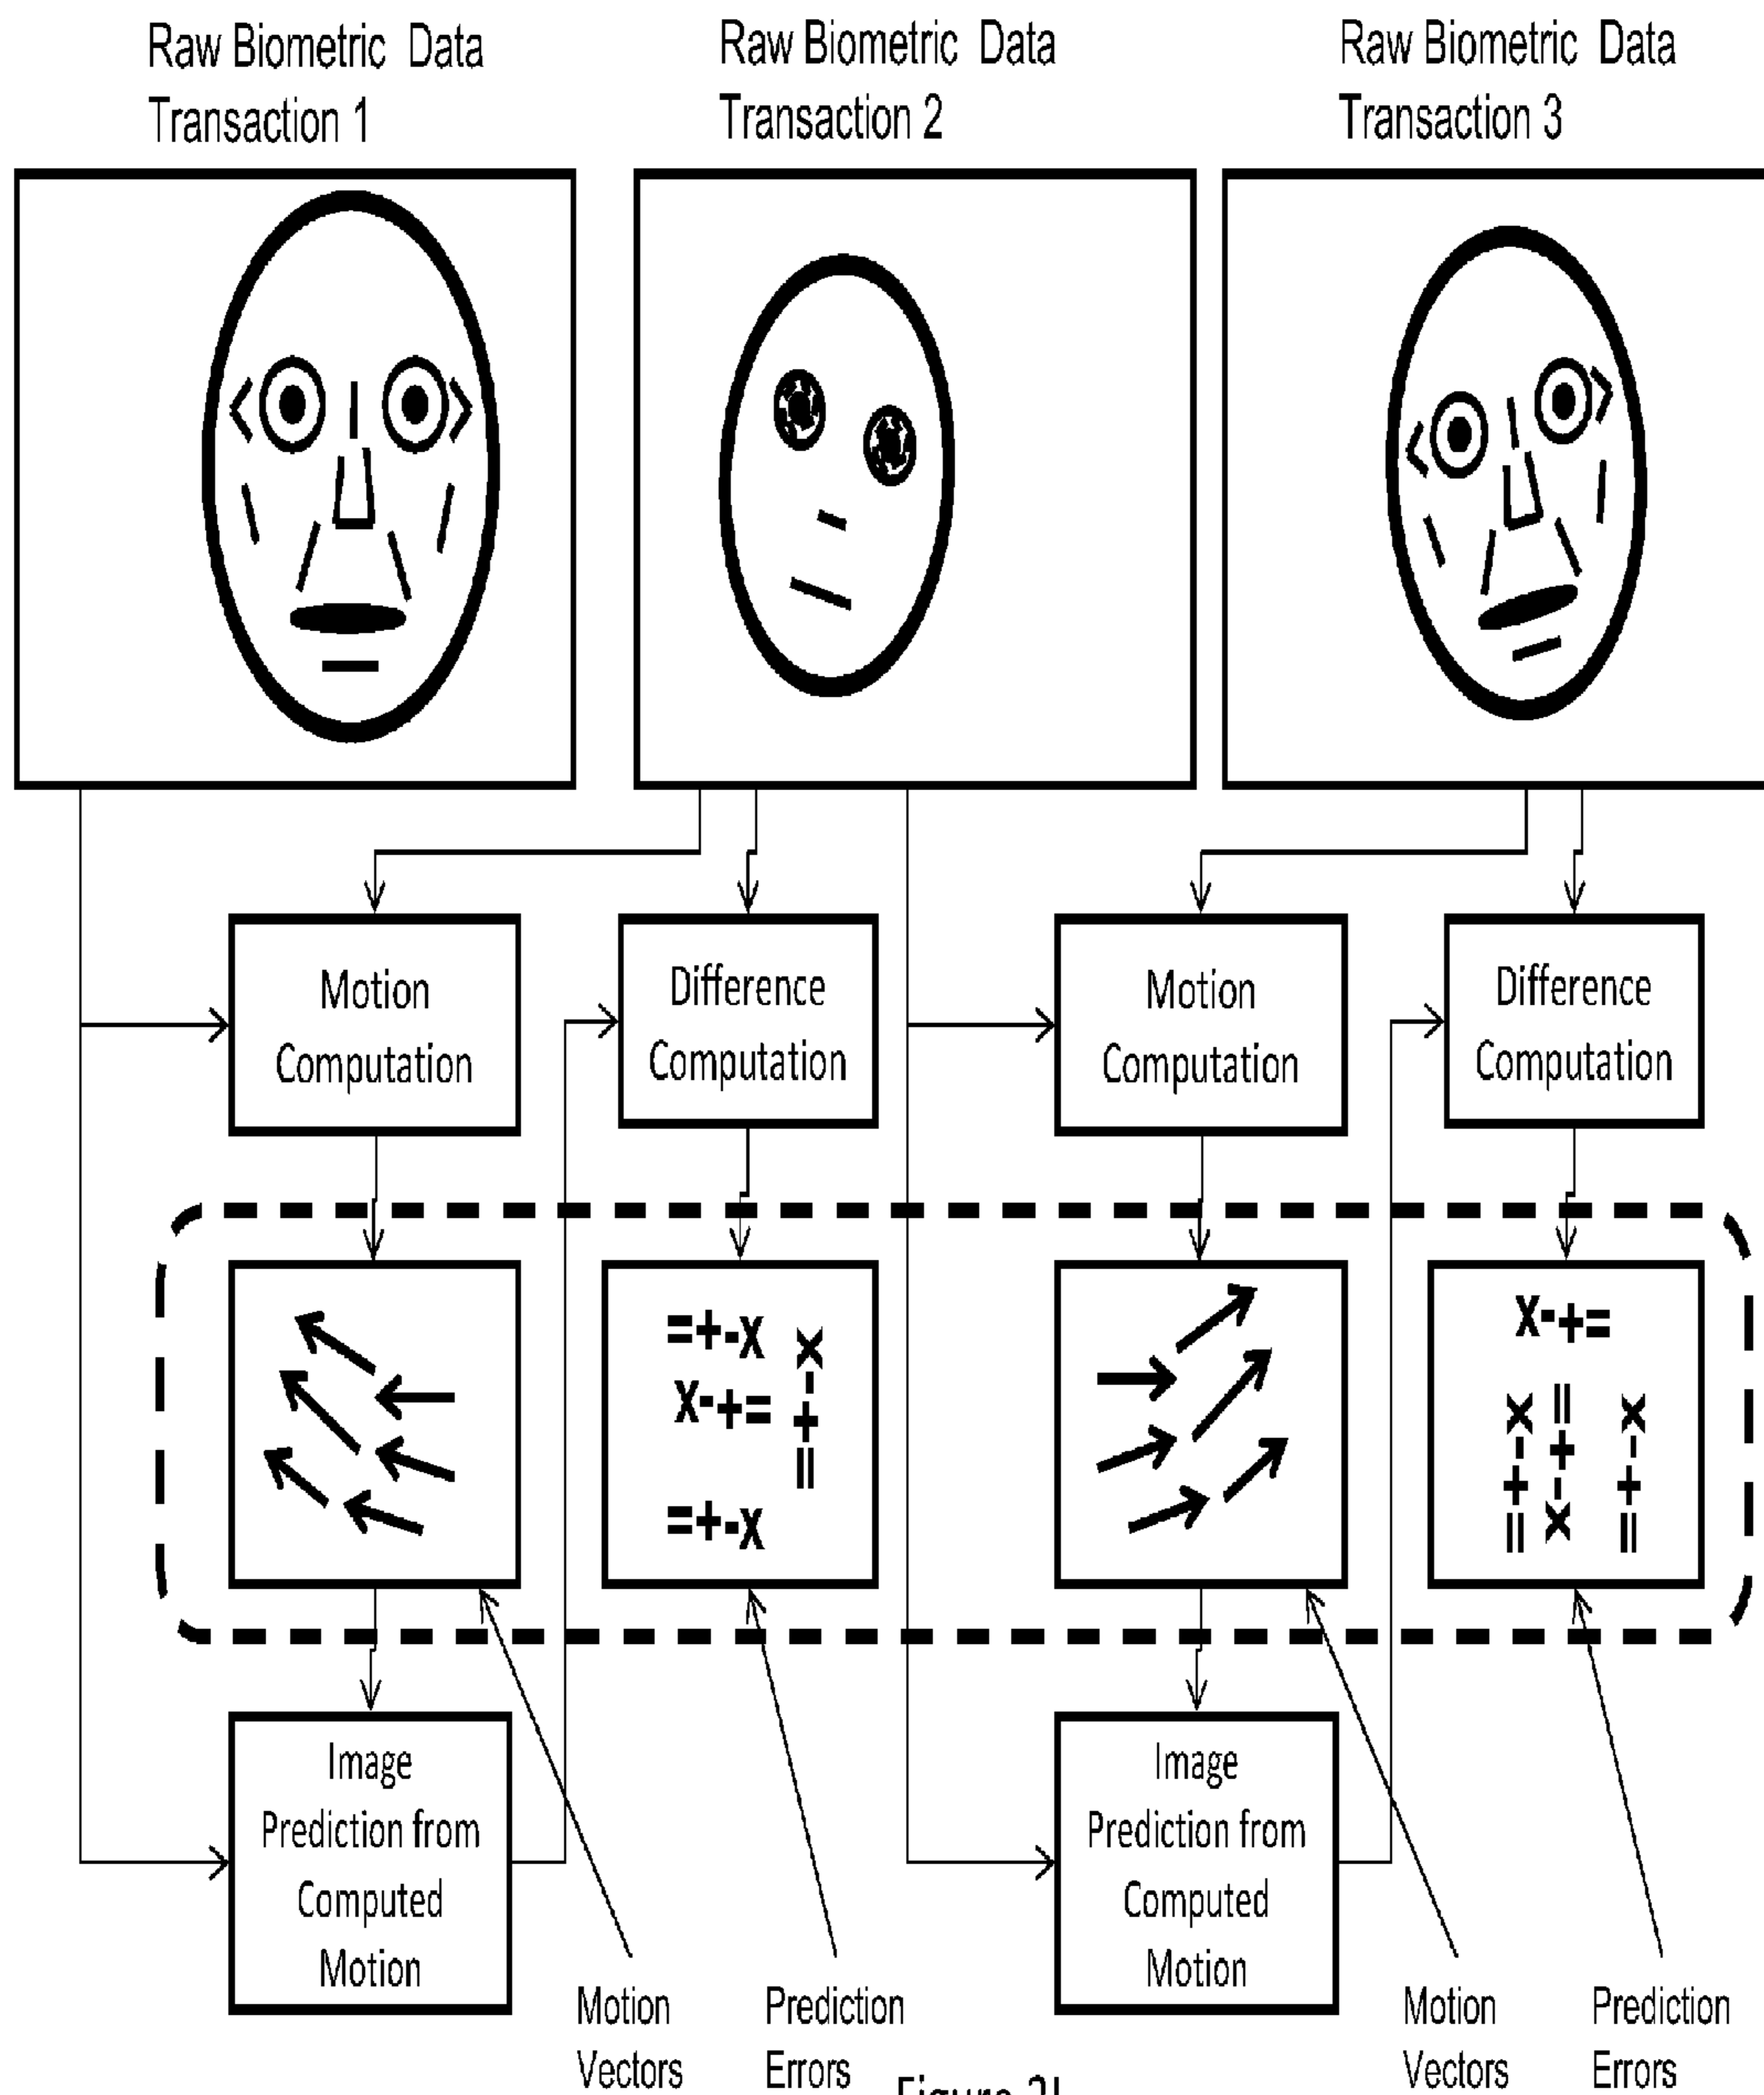 Raw Biometric Data
Transaction 1
Raw Biometric Data
Transaction 2
Raw Biometric Data
Transaction 3
Motion
Computation
Difference
Computation
Motion
Computation
Difference
Computation
=+-x
x-+=
=+-x
x-+=
x-+=
x-+=
=+-x
x-+=
Image
Prediction from
Computed
Motion
Image
Prediction from
Computed
Motion
Motion
Vectors
Prediction
Errors
Motion
Vectors
Prediction
Errors
Figure